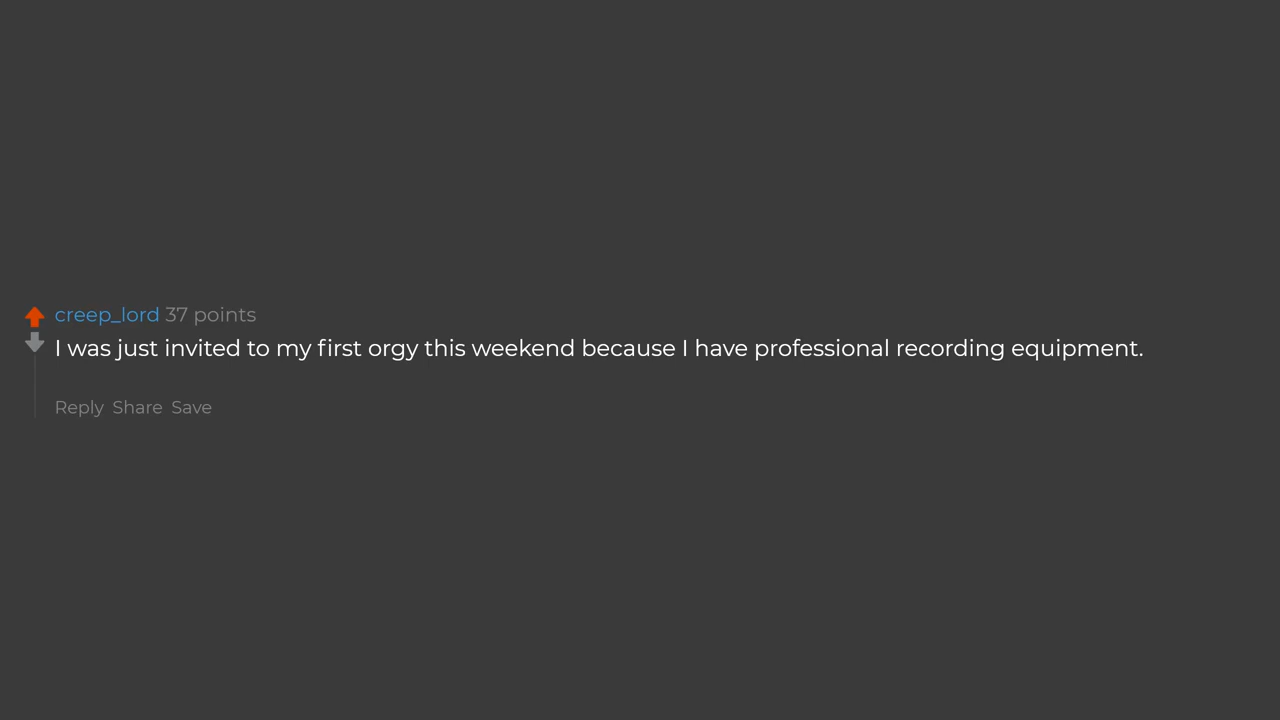 creep_lord 37 points
I was just invited to my first orgy this weekend because I have professional recording equipment.
Reply Share Save